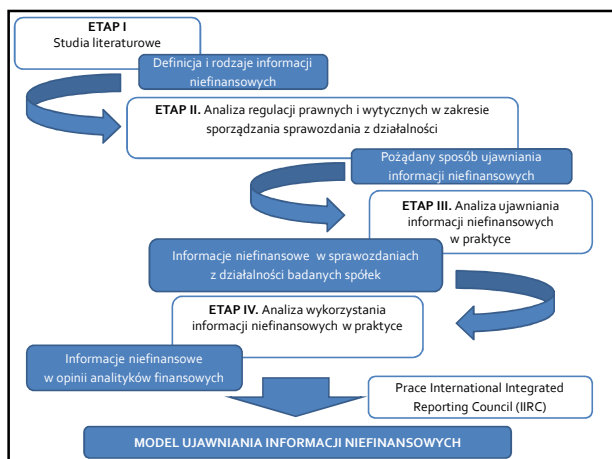 ETAP I
Studia literaturowe
Definicja i rodzaje informacji
niefinansowych
ETAP II. Analiza regulacji prawnych i wytycznych w zakresie
sporządzania sprawozdania z działalności
Pożądany sposób ujawniania
informacji niefinansowych
ETAP III. Analiza ujawniania
informacji niefinansowych
w praktyce
Informacje niefinansowe w sprawozdaniach
z działalności badanych spółek
ETAP IV. Analiza wykorzystania
informacji niefinansowych w praktyce
Informacje niefinansowe
w opinii analityków finansowych
Prace International Integrated
Reporting Council (IIRC)
MODEL UJAWNIANIA INFORMACJI NIEFINANSOWYCH